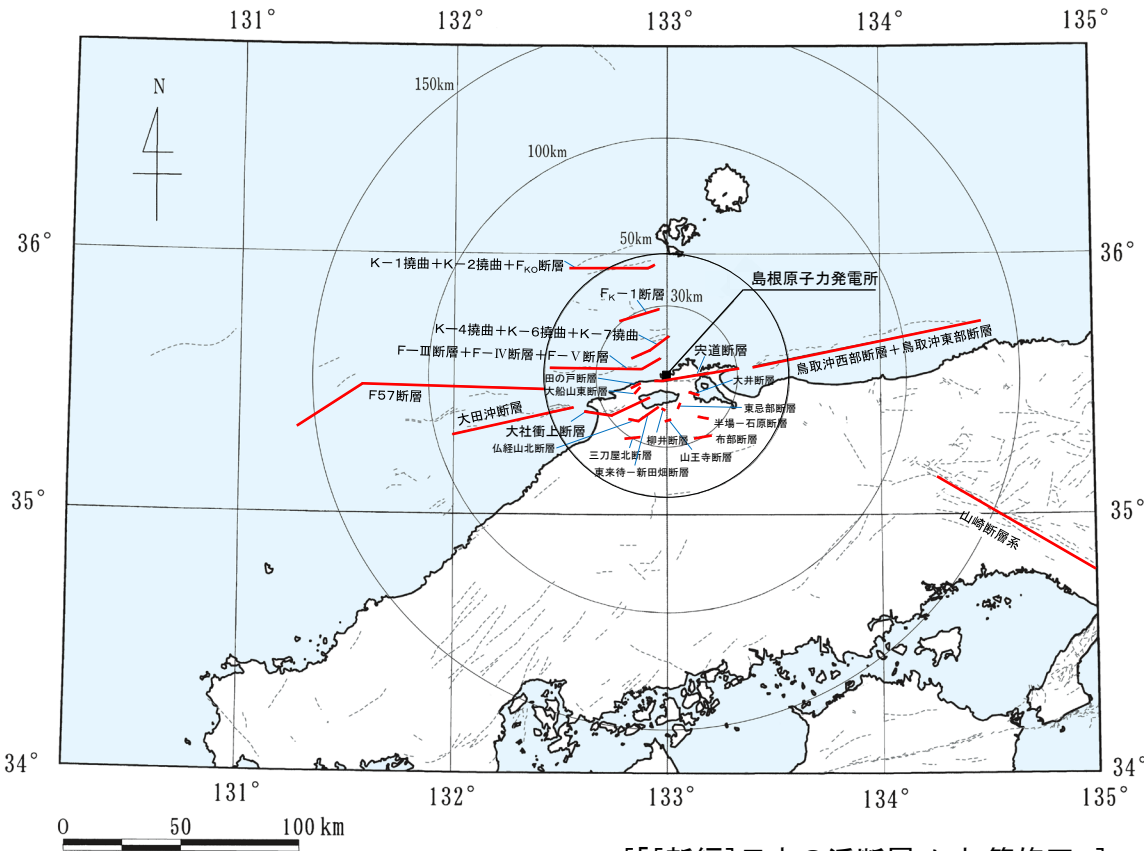 131° 132° 133° 134° 135°
150km
N
100km
50km
36° 36°
K－1撓曲＋K－2撓曲＋FKO断層
島根原子力発電所
FK－1断層 30km
K－4撓曲＋K－6撓曲＋K－7撓曲
F－Ⅲ断層＋F－Ⅳ断層＋F－Ⅴ断層
宍道断層
鳥取沖西部断層＋鳥取沖東部断層
田の戸断層
大井断層
大船山東断層
F57断層
大田沖断層
東忌部断層
大社衝上断層
半場－石原断層
仏経山北断層
柳井断層
布部断層
三刀屋北断層
山王寺断層
東来待－新田畑断層
35° 35°
山崎断層系
34° 34°
131° 132° 133° 134° 135°
0 50 100 km